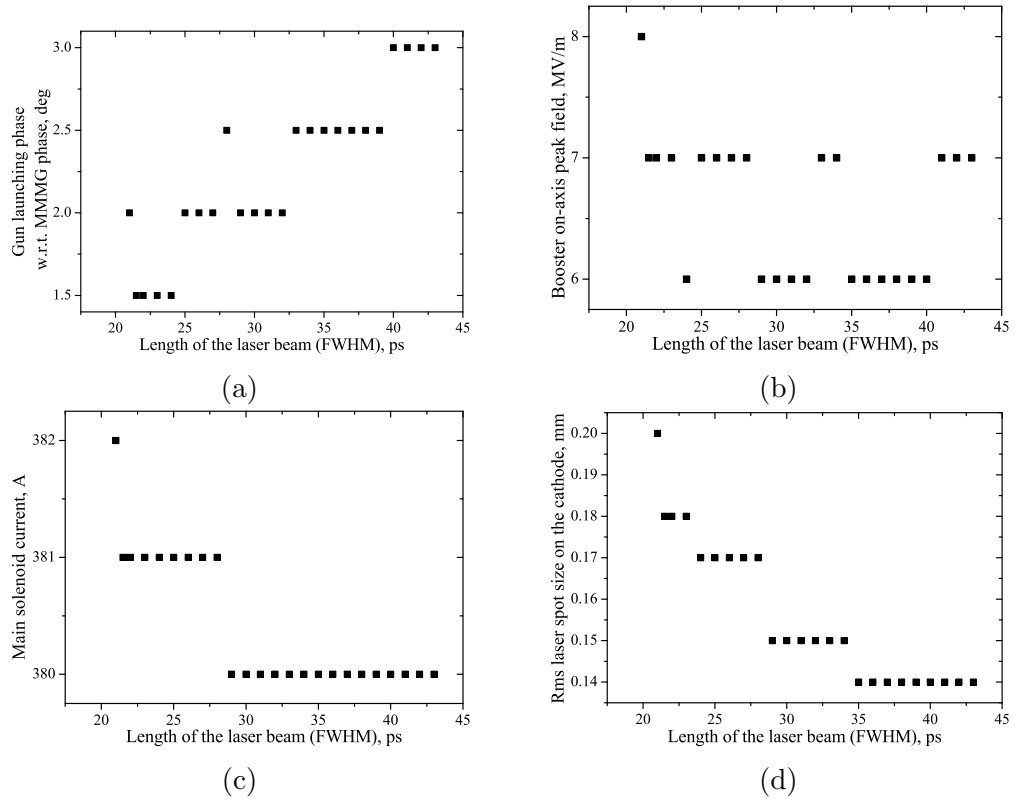 3.0
2.5
2.0
1.5
Gun launching phase
w.r.t. MMMG phase, deg
20 25 30 35 40 45
Length of the laser beam (FWHM), ps
(a)
8
7
6
Booster on-axis peak field, MV/m
20 25 30 35 40 45
Length of the laser beam (FWHM), ps
(b)
382
381
380
Main solenoid current, A
20 25 30 35 40 45
Length of the laser beam (FWHM), ps
(c)
0.20
0.19
0.18
0.17
0.16
0.15
0.14
Rms laser spot size on the cathode, mm
20 25 30 35 40 45
Length of the laser beam (FWHM), ps
(d)